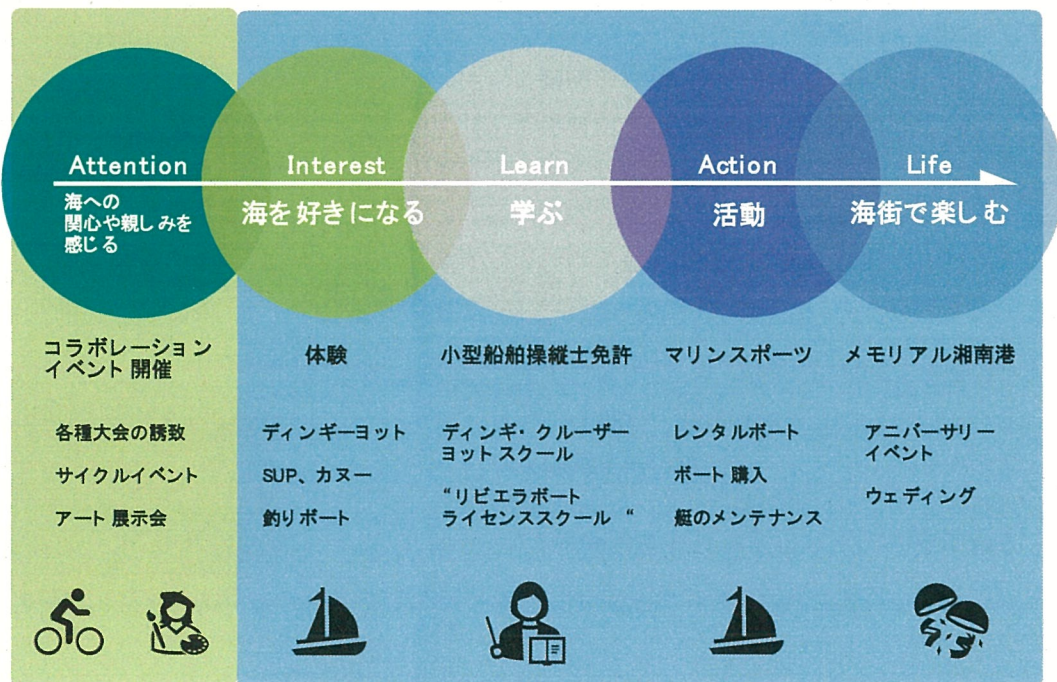 Attention
海への
関心や親しみを
感じる
コラボレーション
イベント開催
各種大会の誘致
サイクルイベント
アート展示会
Interest
海を好きになる
体験
ディンギーヨット
SUP、カヌー
釣りボート
Learn
学ぶ
小型船舶操縦士免許
ディンギ・クルーザー
ヨットスクール
“リビエラボート
ライセンススクール “
Action
活動
マリンスポーツ
レンタルボート
ボート購入
艇のメンテナンス
Life
海街で楽しむ
メモリアル湘南港
アニバーサリー
イベント
ウェディング